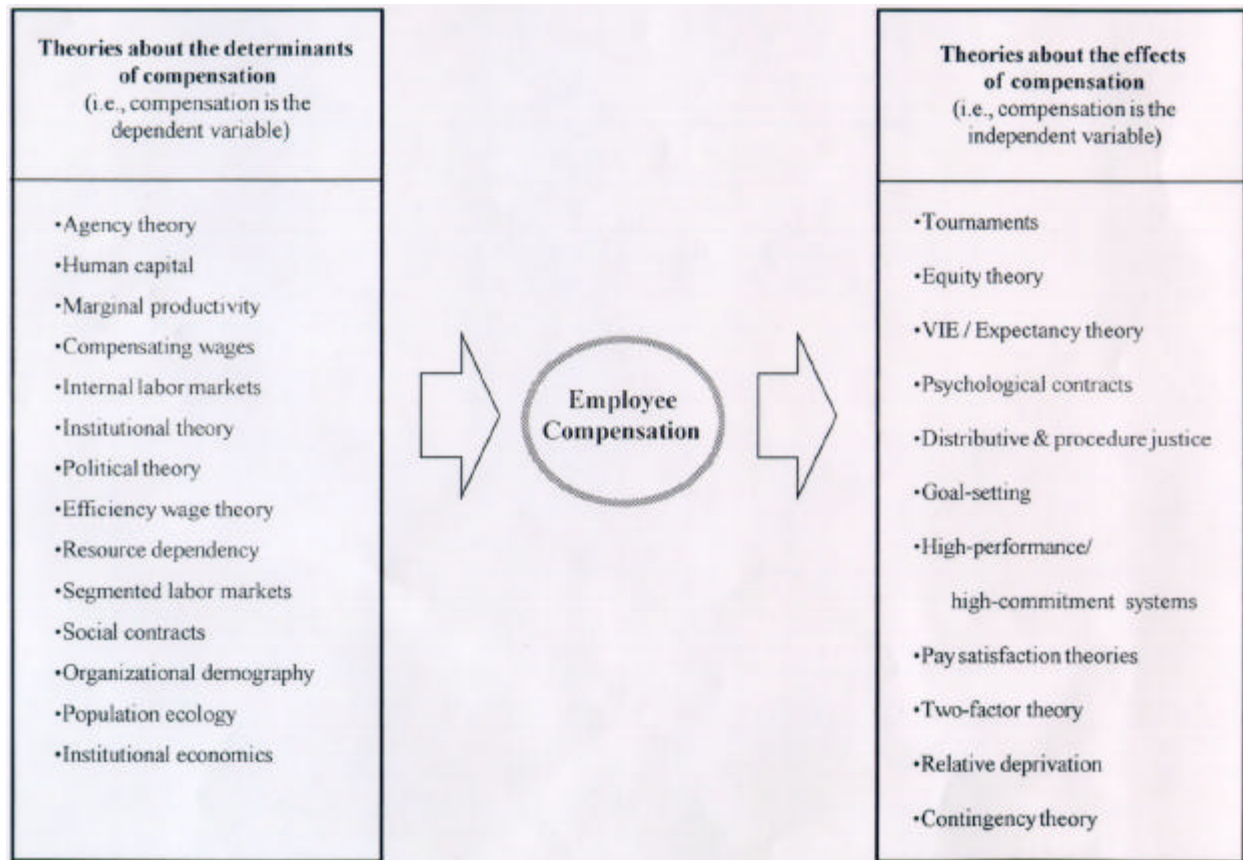 Theories about the determinants
of compensation
(i.e., compensation is the
dependent variable)
•Agency theory
•Human capital
•Marginal productivity
•Compensating wages
•Internal labor markets
•Institutional theory
•Political theory
•Efficiency wage theory
•Resource dependency
•Segmented labor markets
•Social contracts
•Organizational demography
•Population ecology
•Institutional economics
Employee
Compensation
Theories about the effects
of compensation
(i.e., compensation is the
independent variable)
•Tournaments
•Equity theory
•VIE / Expectancy theory
•Psychological contracts
•Distributive & procedure justice
•Goal-setting
•High-performance/
high-commitment systems
•Pay satisfaction theories
•Two-factor theory
•Relative deprivation
•Contingency theory